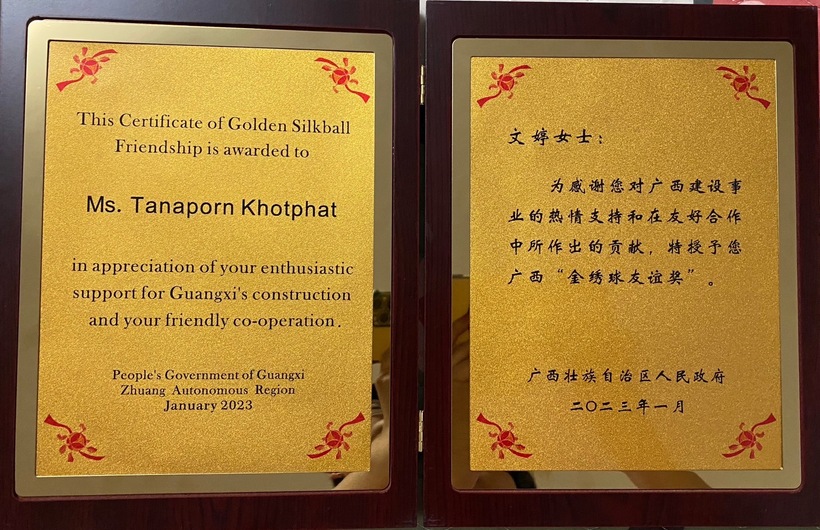 This Certificate of Golden Silkball
Friendship is awarded to
Ms. Tanaporn Khotphat
in appreciation of your enthusiastic
support for Guangxi's construction
and your friendly co-operation.
People's Government of Guangxi
Zhuang Autonomous Region
January 2023
文婷女士：
为感谢您对广西建设事
业的热情支持和在友好合作
中所作出的贡献，特授予您
广西“金绣球友谊奖”。
广西壮族自治区人民政府
二〇二三年一月